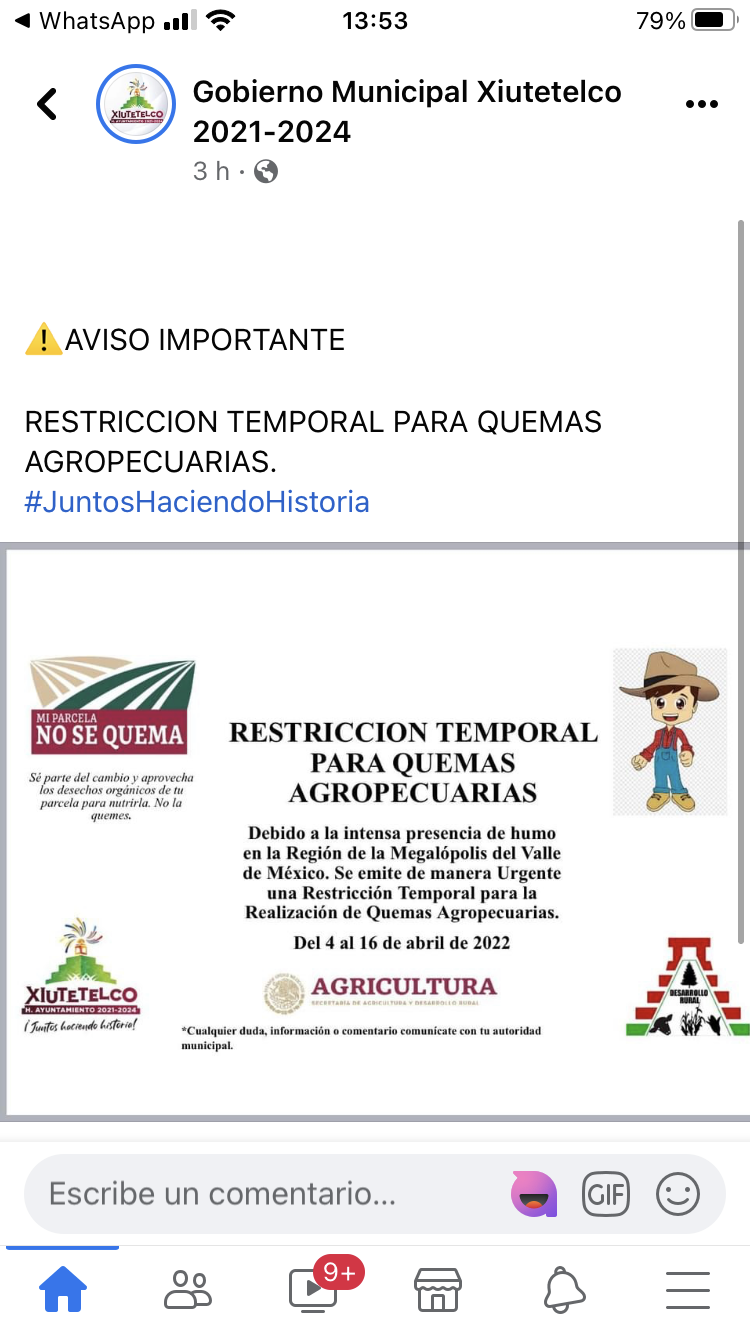 WhatsApp
13:53
79%
Gobierno Municipal Xiutetelco
2021-2024
3 h ·
AVISO IMPORTANTE
RESTRICCION TEMPORAL PARA QUEMAS
AGROPECUARIAS.
#JuntosHaciendoHistoria
MI PARCELA
NO SE QUEMA
Sé parte del cambio y aprovecha
los desechos orgánicos de tu
parcela para nutrirla. No la
quemes.
RESTRICCION TEMPORAL
PARA QUEMAS
AGROPECUARIAS
Debido a la intensa presencia de humo
en la Región de la Megalópolis del Valle
de México. Se emite de manera Urgente
una Restricción Temporal para la
Realización de Quemas Agropecuarias.
Del 4 al 16 de abril de 2022
AGRICULTURA
SECRETARÍA DE AGRICULTURA Y DESARROLLO RURAL
XIUTETELCO
H. AYUNTAMIENTO 2021-2024
¡Juntos haciendo historia!
DESARROLLO
RURAL
*Cualquier duda, información o comentario comunícate con tu autoridad
municipal.
Escribe un comentario...
GIF
9+